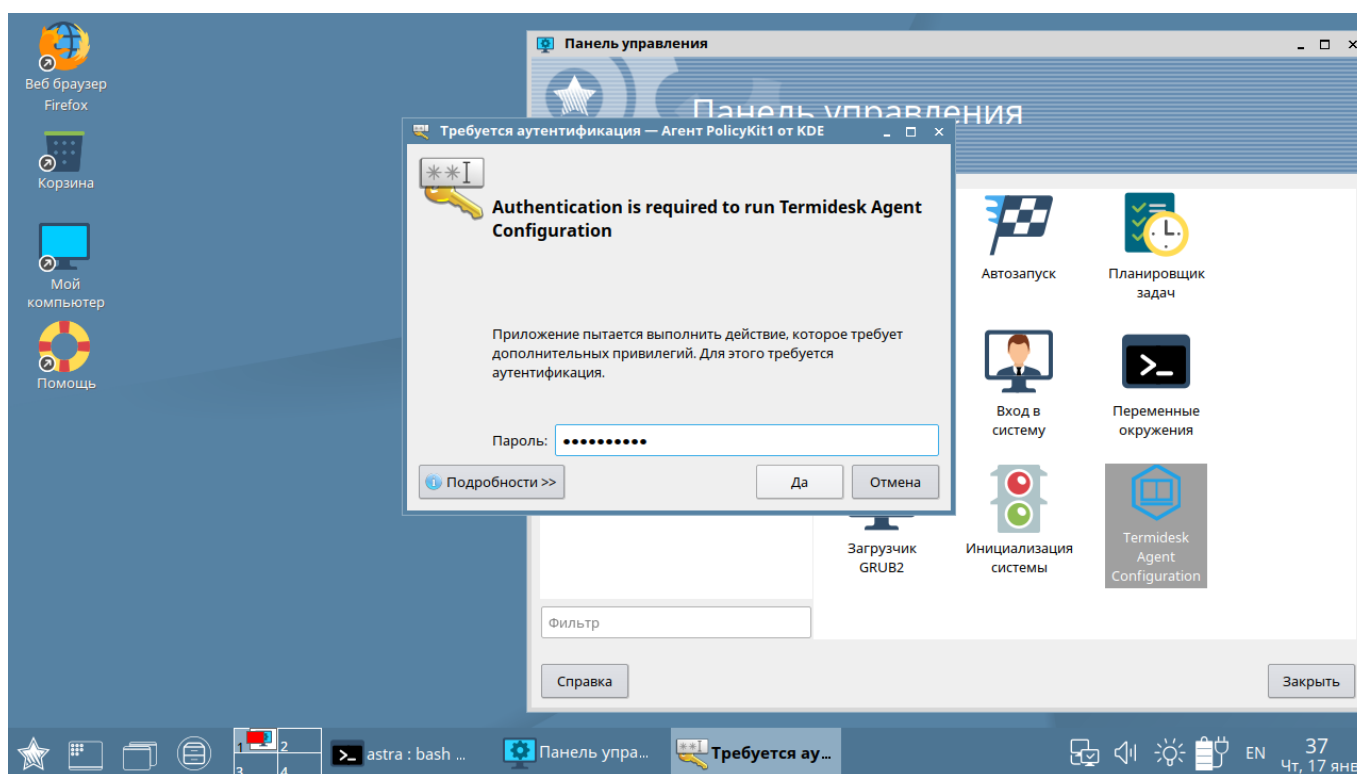 Веб браузер
Firefox
Корзина
Мой
компьютер
Помощь
Панель управления
Панель управления
Требуется аутентификация — Агент PolicyKit1 от KDE
Authentication is required to run Termidesk Agent
Configuration
Приложение пытается выполнить действие, которое требует
дополнительных привилегий. Для этого требуется
аутентификация.
Пароль: ●●●●●●●●●●
Подробности >>
Да
Отмена
Автозапуск
Планировщик
задач
Вход в
систему
Переменные
окружения
Загрузчик
GRUB2
Инициализация
системы
Termidesk
Agent
Configuration
Фильтр
Справка
Закрыть
1 2
3 4
astra : bash ...
Панель упра...
Требуется ау...
EN
37
Чт, 17 янв